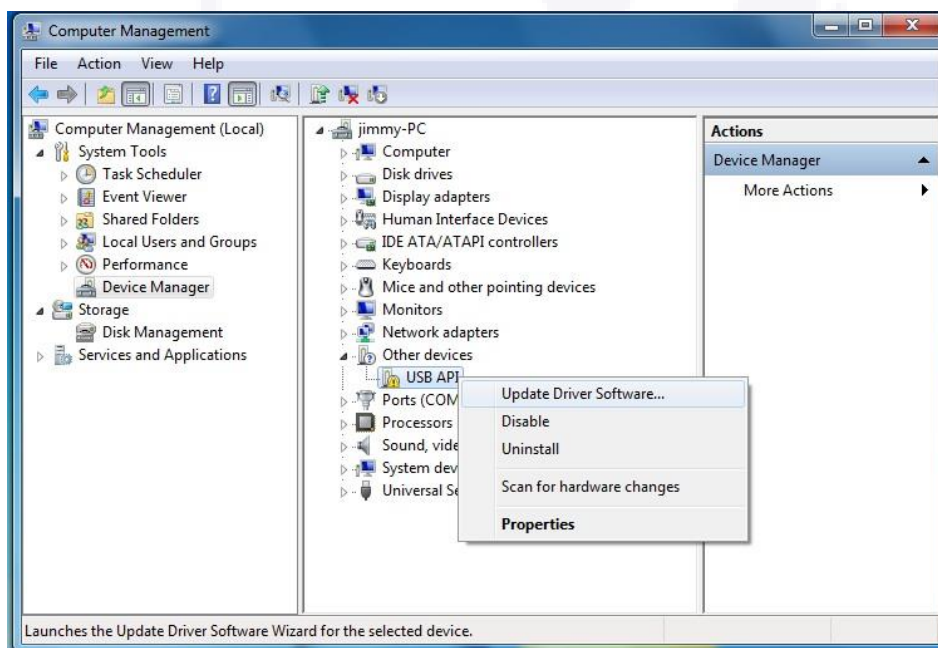 Computer Management
File Action View Help
Computer Management (Local)
System Tools
Task Scheduler
Event Viewer
Shared Folders
Local Users and Groups
Performance
Device Manager
Storage
Disk Management
Services and Applications
jimmy-PC
Computer
Disk drives
Display adapters
Human Interface Devices
IDE ATA/ATAPI controllers
Keyboards
Mice and other pointing devices
Monitors
Network adapters
Other devices
USB API
Ports (COM
Processors
Sound, vide
System dev
Universal Se
Update Driver Software...
Disable
Uninstall
Scan for hardware changes
Properties
Actions
Device Manager
More Actions
Launches the Update Driver Software Wizard for the selected device.